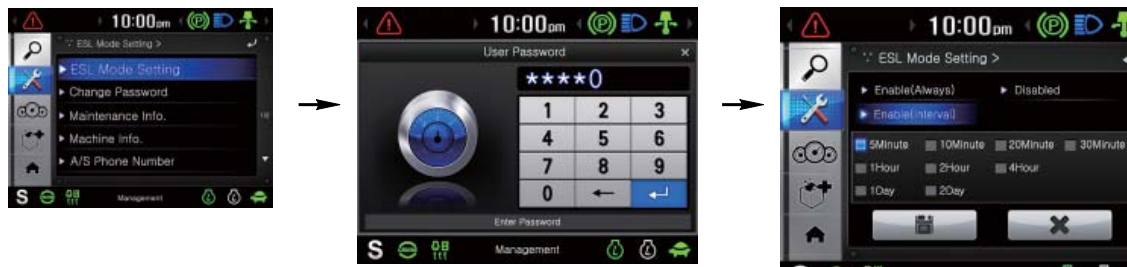 10:00pm
P
ESL Mode Setting >
ESL Mode Setting
Change Password
Maintenance Info.
Machine Info.
A/S Phone Number
S
Management
10:00pm
P
User Password
****0
1 2 3
4 5 6
7 8 9
0
Enter Password
S
Management
10:00pm
P
ESL Mode Setting >
Enable(Always) Disabled
Enable(Interval)
5Minute 10Minute 20Minute 30Minute
1Hour 2Hour 4Hour
1Day 2Day